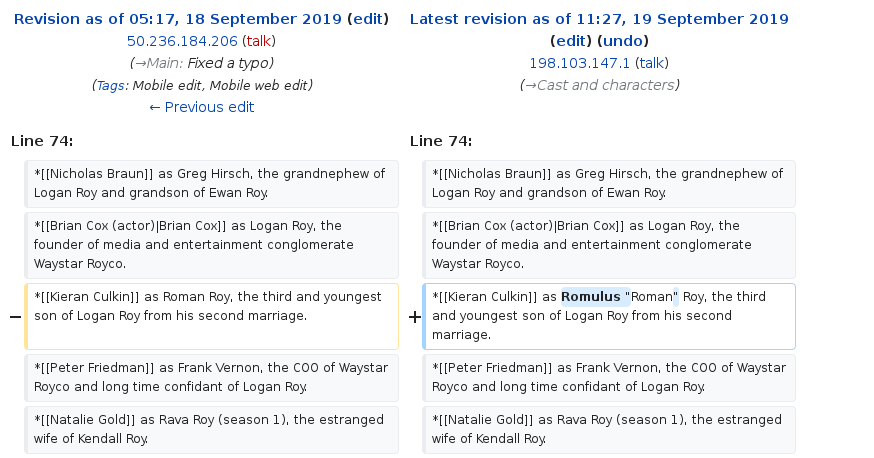 Revision as of 05:17, 18 September 2019 (edit)
50.236.184.206 (talk)
(→Main: Fixed a typo)
(Tags: Mobile edit, Mobile web edit)
← Previous edit
Latest revision as of 11:27, 19 September 2019
(edit) (undo)
198.103.147.1 (talk)
(→Cast and characters)
Line 74:
Line 74:
*[[Nicholas Braun]] as Greg Hirsch, the grandnephew of
Logan Roy and grandson of Ewan Roy.
*[[Nicholas Braun]] as Greg Hirsch, the grandnephew of
Logan Roy and grandson of Ewan Roy.
*[[Brian Cox (actor)|Brian Cox]] as Logan Roy, the
founder of media and entertainment conglomerate
Waystar Royco.
*[[Brian Cox (actor)|Brian Cox]] as Logan Roy, the
founder of media and entertainment conglomerate
Waystar Royco.
− *[[Kieran Culkin]] as Roman Roy, the third and youngest
son of Logan Roy from his second marriage.
+ *[[Kieran Culkin]] as Romulus "Roman" Roy, the third
and youngest son of Logan Roy from his second
marriage.
*[[Peter Friedman]] as Frank Vernon, the COO of Waystar
Royco and long time confidant of Logan Roy.
*[[Peter Friedman]] as Frank Vernon, the COO of Waystar
Royco and long time confidant of Logan Roy.
*[[Natalie Gold]] as Rava Roy (season 1), the estranged
wife of Kendall Roy.
*[[Natalie Gold]] as Rava Roy (season 1), the estranged
wife of Kendall Roy.